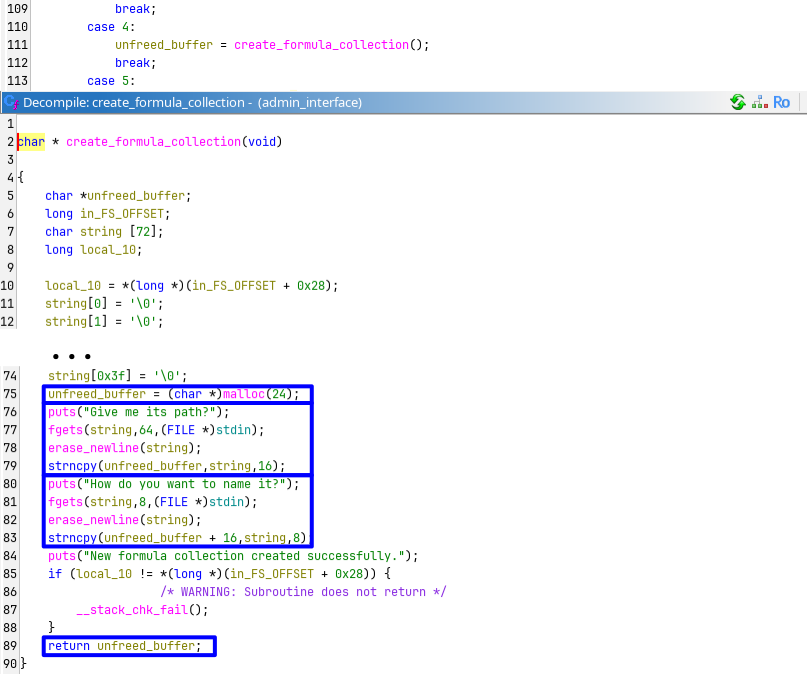 109 break;
110 case 4:
111 unfreed_buffer = create_formula_collection();
112 break;
113 case 5:
Decompile: create_formula_collection - (admin_interface)
Ro
1
2 char * create_formula_collection(void)
3
4 {
5 char *unfreed_buffer;
6 long in_FS_OFFSET;
7 char string [72];
8 long local_10;
9
10 local_10 = *(long *)(in_FS_OFFSET + 0x28);
11 string[0] = '\0';
12 string[1] = '\0';
• • •
74 string[0x3f] = '\0';
75 unfreed_buffer = (char *)malloc(24);
76 puts("Give me its path?");
77 fgets(string,64,(FILE *)stdin);
78 erase_newline(string);
79 strncpy(unfreed_buffer,string,16);
80 puts("How do you want to name it?");
81 fgets(string,8,(FILE *)stdin);
82 erase_newline(string);
83 strncpy(unfreed_buffer + 16,string,8)
84 puts("New formula collection created successfully.");
85 if (local_10 != *(long *)(in_FS_OFFSET + 0x28)) {
86 /* WARNING: Subroutine does not return */
87 __stack_chk_fail();
88 }
89 return unfreed_buffer;
90 }